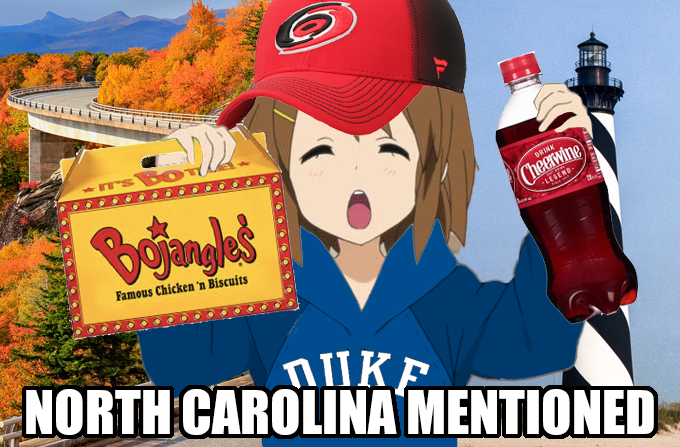 ★ IT'S BO TIME! ★
Bojangles'
Famous Chicken 'n Biscuits
DRINK
Cheerwine
LEGEND
DUKE
NORTH CAROLINA MENTIONED